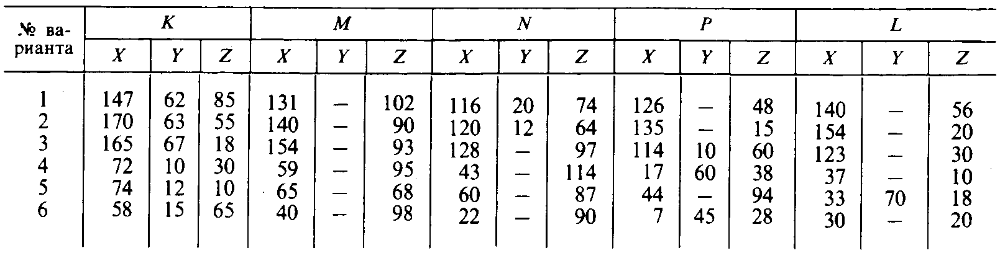 № ва- K M N P L
рианта X Y Z X Y Z X Y Z X Y Z X Y Z
1 147 62 85 131 — 102 116 20 74 126 — 48 140 — 56
2 170 63 55 140 — 90 120 12 64 135 — 15 154 — 20
3 165 67 18 154 — 93 128 — 97 114 10 60 123 — 30
4 72 10 30 59 — 95 43 — 114 17 60 38 37 — 10
5 74 12 10 65 — 68 60 — 87 44 — 94 33 70 18
6 58 15 65 40 — 98 22 — 90 7 45 28 30 — 20